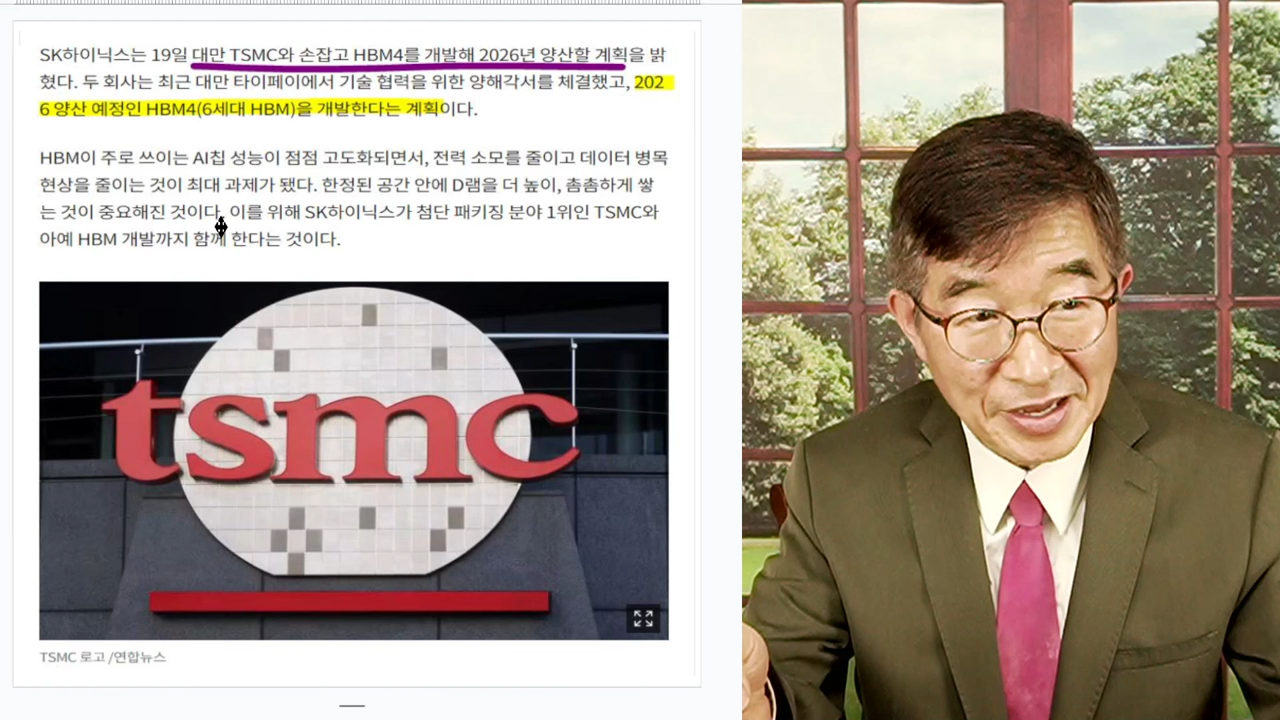 SK하이닉스는 19일 대만 TSMC와 손잡고 HBM4를 개발해 2026년 양산할 계획을 밝
혔다. 두 회사는 최근 대만 타이페이에서 기술 협력을 위한 양해각서를 체결했고, 202
6 양산 예정인 HBM4(6세대 HBM)을 개발한다는 계획이다.
HBM이 주로 쓰이는 AI칩 성능이 점점 고도화되면서, 전력 소모를 줄이고 데이터 병목
현상을 줄이는 것이 최대 과제가 됐다. 한정된 공간 안에 D램을 더 높이, 촘촘하게 쌓
는 것이 중요해진 것이다. 이를 위해 SK하이닉스가 첨단 패키징 분야 1위인 TSMC와
아예 HBM 개발까지 함께 한다는 것이다.
tsmc
TSMC 로고 /연합뉴스